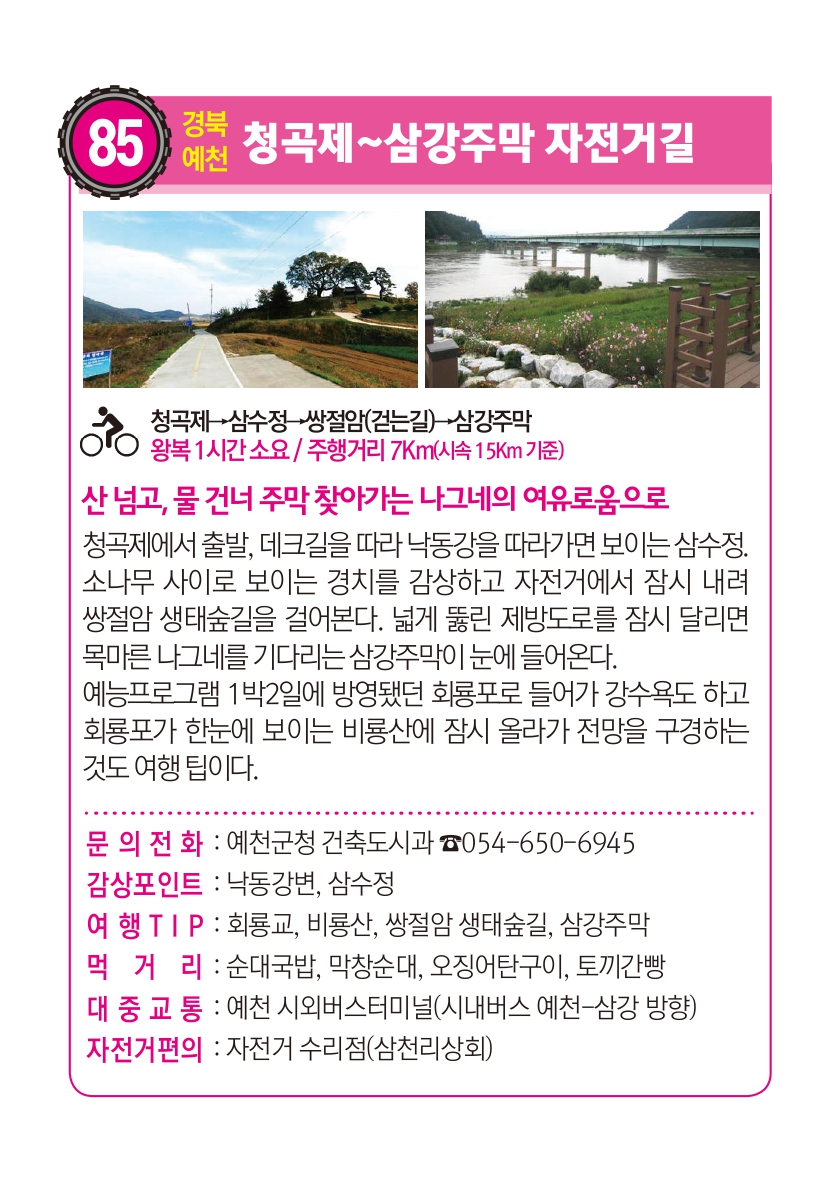 85
경북
예천
청곡제~삼강주막 자전거길
청곡제→삼수정→쌍절암(걷는길)→삼강주막
왕복 1시간 소요 / 주행거리 7Km(시속 15Km 기준)
산 넘고, 물 건너 주막 찾아가는 나그네의 여유로움으로
청곡제에서 출발, 데크길을 따라 낙동강을 따라가면 보이는 삼수정.
소나무 사이로 보이는 경치를 감상하고 자전거에서 잠시 내려
쌍절암 생태숲길을 걸어본다. 넓게 뚫린 제방도로를 잠시 달리면
목마른 나그네를 기다리는 삼강주막이 눈에 들어온다.
예능프로그램 1박2일에 방영됐던 회룡포로 들어가 강수욕도 하고
회룡포가 한눈에 보이는 비룡산에 잠시 올라가 전망을 구경하는
것도 여행 팁이다.
문의전화 : 예천군청 건축도시과 ☎054-650-6945
감상포인트 : 낙동강변, 삼수정
여행TIP : 회룡교, 비룡산, 쌍절암 생태숲길, 삼강주막
먹거리 : 순대국밥, 막창순대, 오징어탄구이, 토끼간빵
대중교통 : 예천 시외버스터미널(시내버스 예천-삼강 방향)
자전거편의 : 자전거 수리점(삼천리상회)